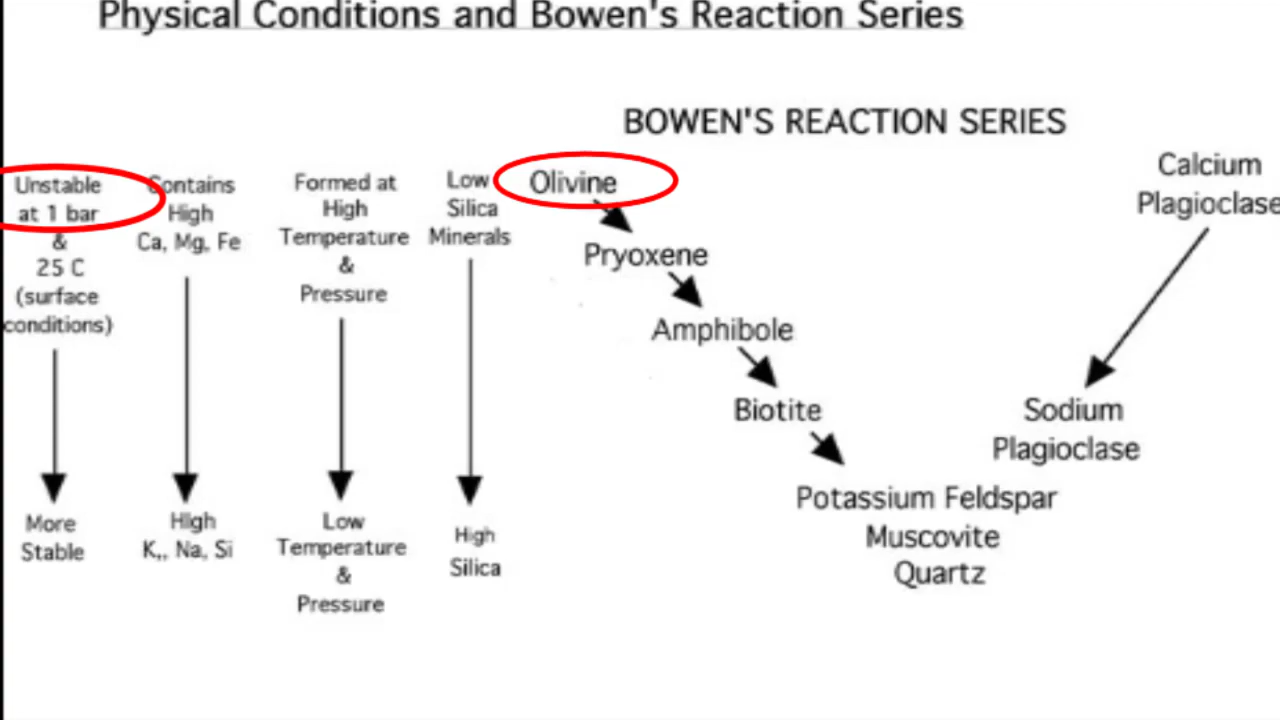 Physical Conditions and Bowen's Reaction Series
BOWEN'S REACTION SERIES
Unstable
at 1 bar
&
25 C
(surface
conditions)
More
Stable
Contains
High
Ca, Mg, Fe
High
K,, Na, Si
Formed at
High
Temperature
&
Pressure
Low
Temperature
&
Pressure
Low
Silica
Minerals
High
Silica
Olivine
Pryoxene
Amphibole
Biotite
Calcium
Plagioclase
Sodium
Plagioclase
Potassium Feldspar
Muscovite
Quartz